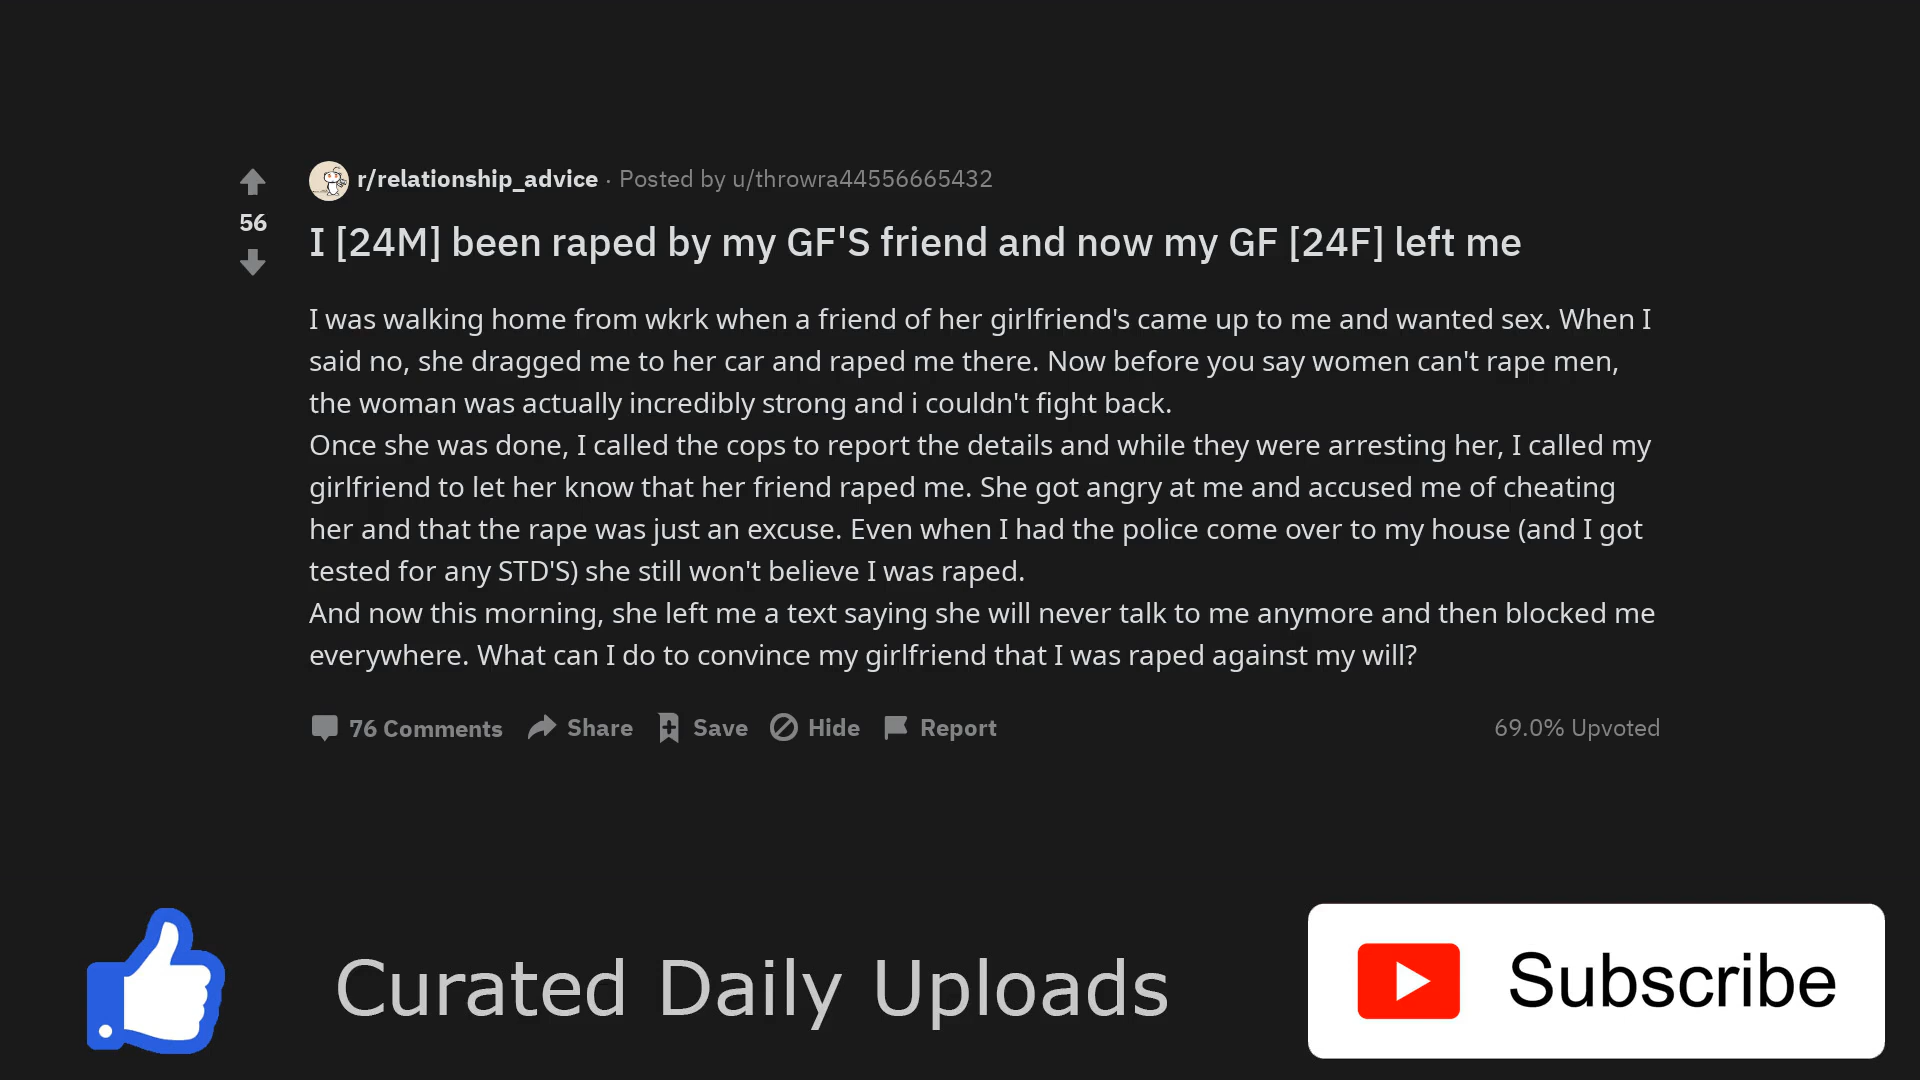 r/relationship_advice · Posted by u/throwra44556665432
56
I [24M] been raped by my GF'S friend and now my GF [24F] left me
I was walking home from wkrk when a friend of her girlfriend's came up to me and wanted sex. When I
said no, she dragged me to her car and raped me there. Now before you say women can't rape men,
the woman was actually incredibly strong and i couldn't fight back.
Once she was done, I called the cops to report the details and while they were arresting her, I called my
girlfriend to let her know that her friend raped me. She got angry at me and accused me of cheating
her and that the rape was just an excuse. Even when I had the police come over to my house (and I got
tested for any STD'S) she still won't believe I was raped.
And now this morning, she left me a text saying she will never talk to me anymore and then blocked me
everywhere. What can I do to convince my girlfriend that I was raped against my will?
76 Comments Share Save Hide Report 69.0% Upvoted
Curated Daily Uploads
Subscribe